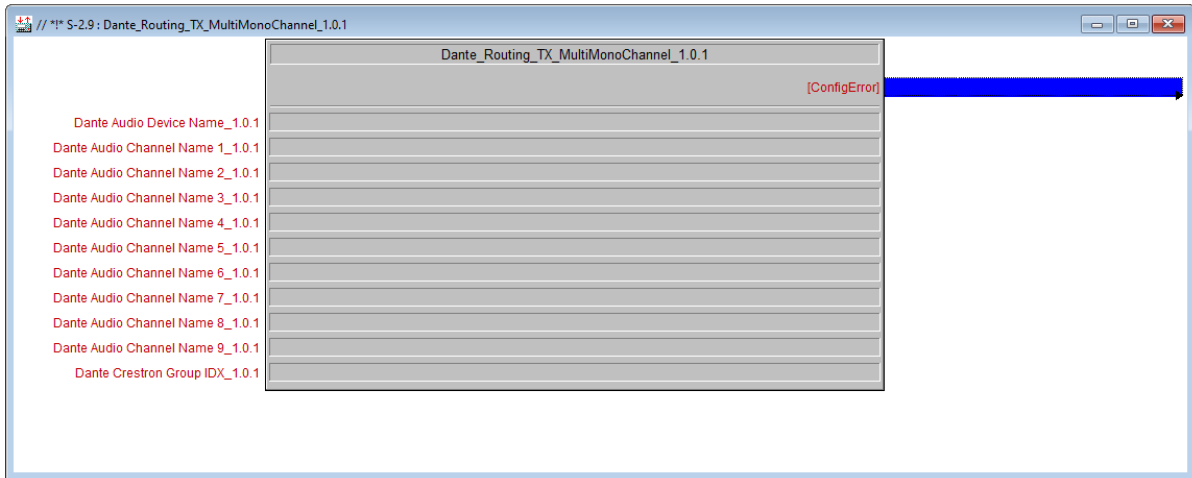 // *!* S-2.9 : Dante_Routing_TX_MultiMonoChannel_1.0.1
Dante_Routing_TX_MultiMonoChannel_1.0.1
[ConfigError]
Dante Audio Device Name_1.0.1
Dante Audio Channel Name 1_1.0.1
Dante Audio Channel Name 2_1.0.1
Dante Audio Channel Name 3_1.0.1
Dante Audio Channel Name 4_1.0.1
Dante Audio Channel Name 5_1.0.1
Dante Audio Channel Name 6_1.0.1
Dante Audio Channel Name 7_1.0.1
Dante Audio Channel Name 8_1.0.1
Dante Audio Channel Name 9_1.0.1
Dante Crestron Group IDX_1.0.1